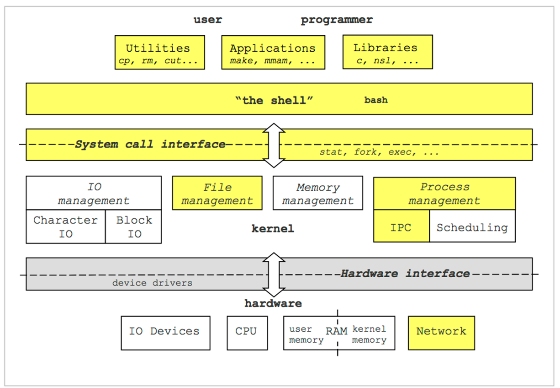 user programmer
Utilities Applications Libraries
cp, rm, cut... make, mmam, ... c, nsl, ...
“the shell” bash
System call interface
stat, fork, exec, ...
IO File Memory Process
management management management management
Character Block IPC Scheduling
IO IO
kernel
Hardware interface
device drivers
hardware
IO Devices CPU user RAM kernel Network
memory memory